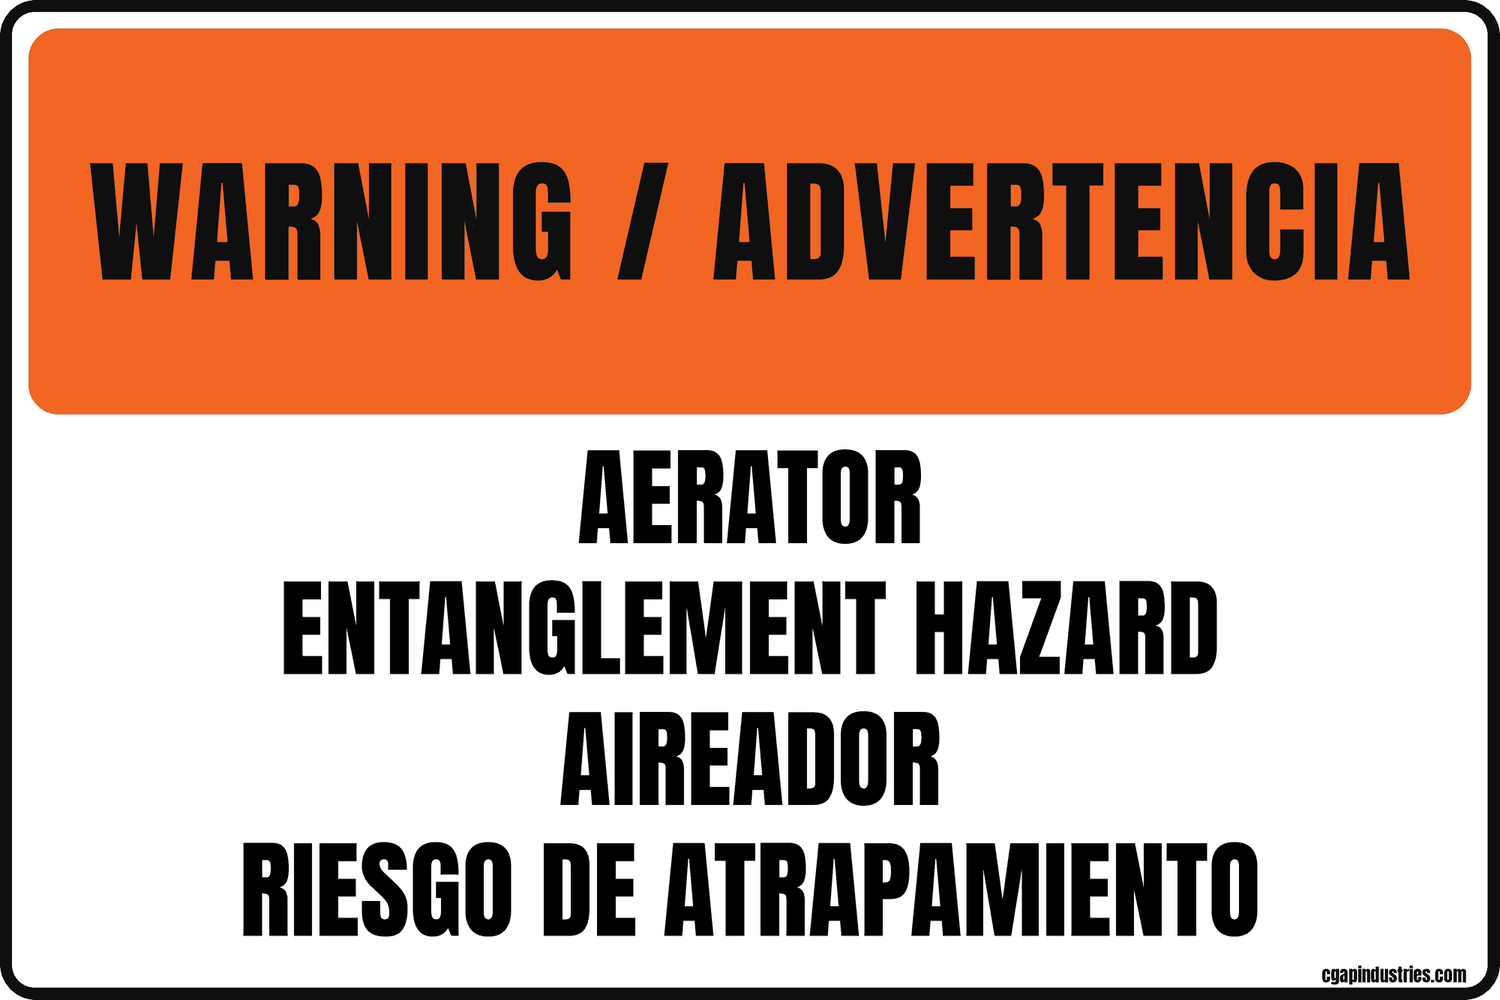 WARNING / ADVERTENCIA
AERATOR
ENTANGLEMENT HAZARD
AIREADOR
RIESGO DE ATRAPAMIENTO
cgapindustries.com